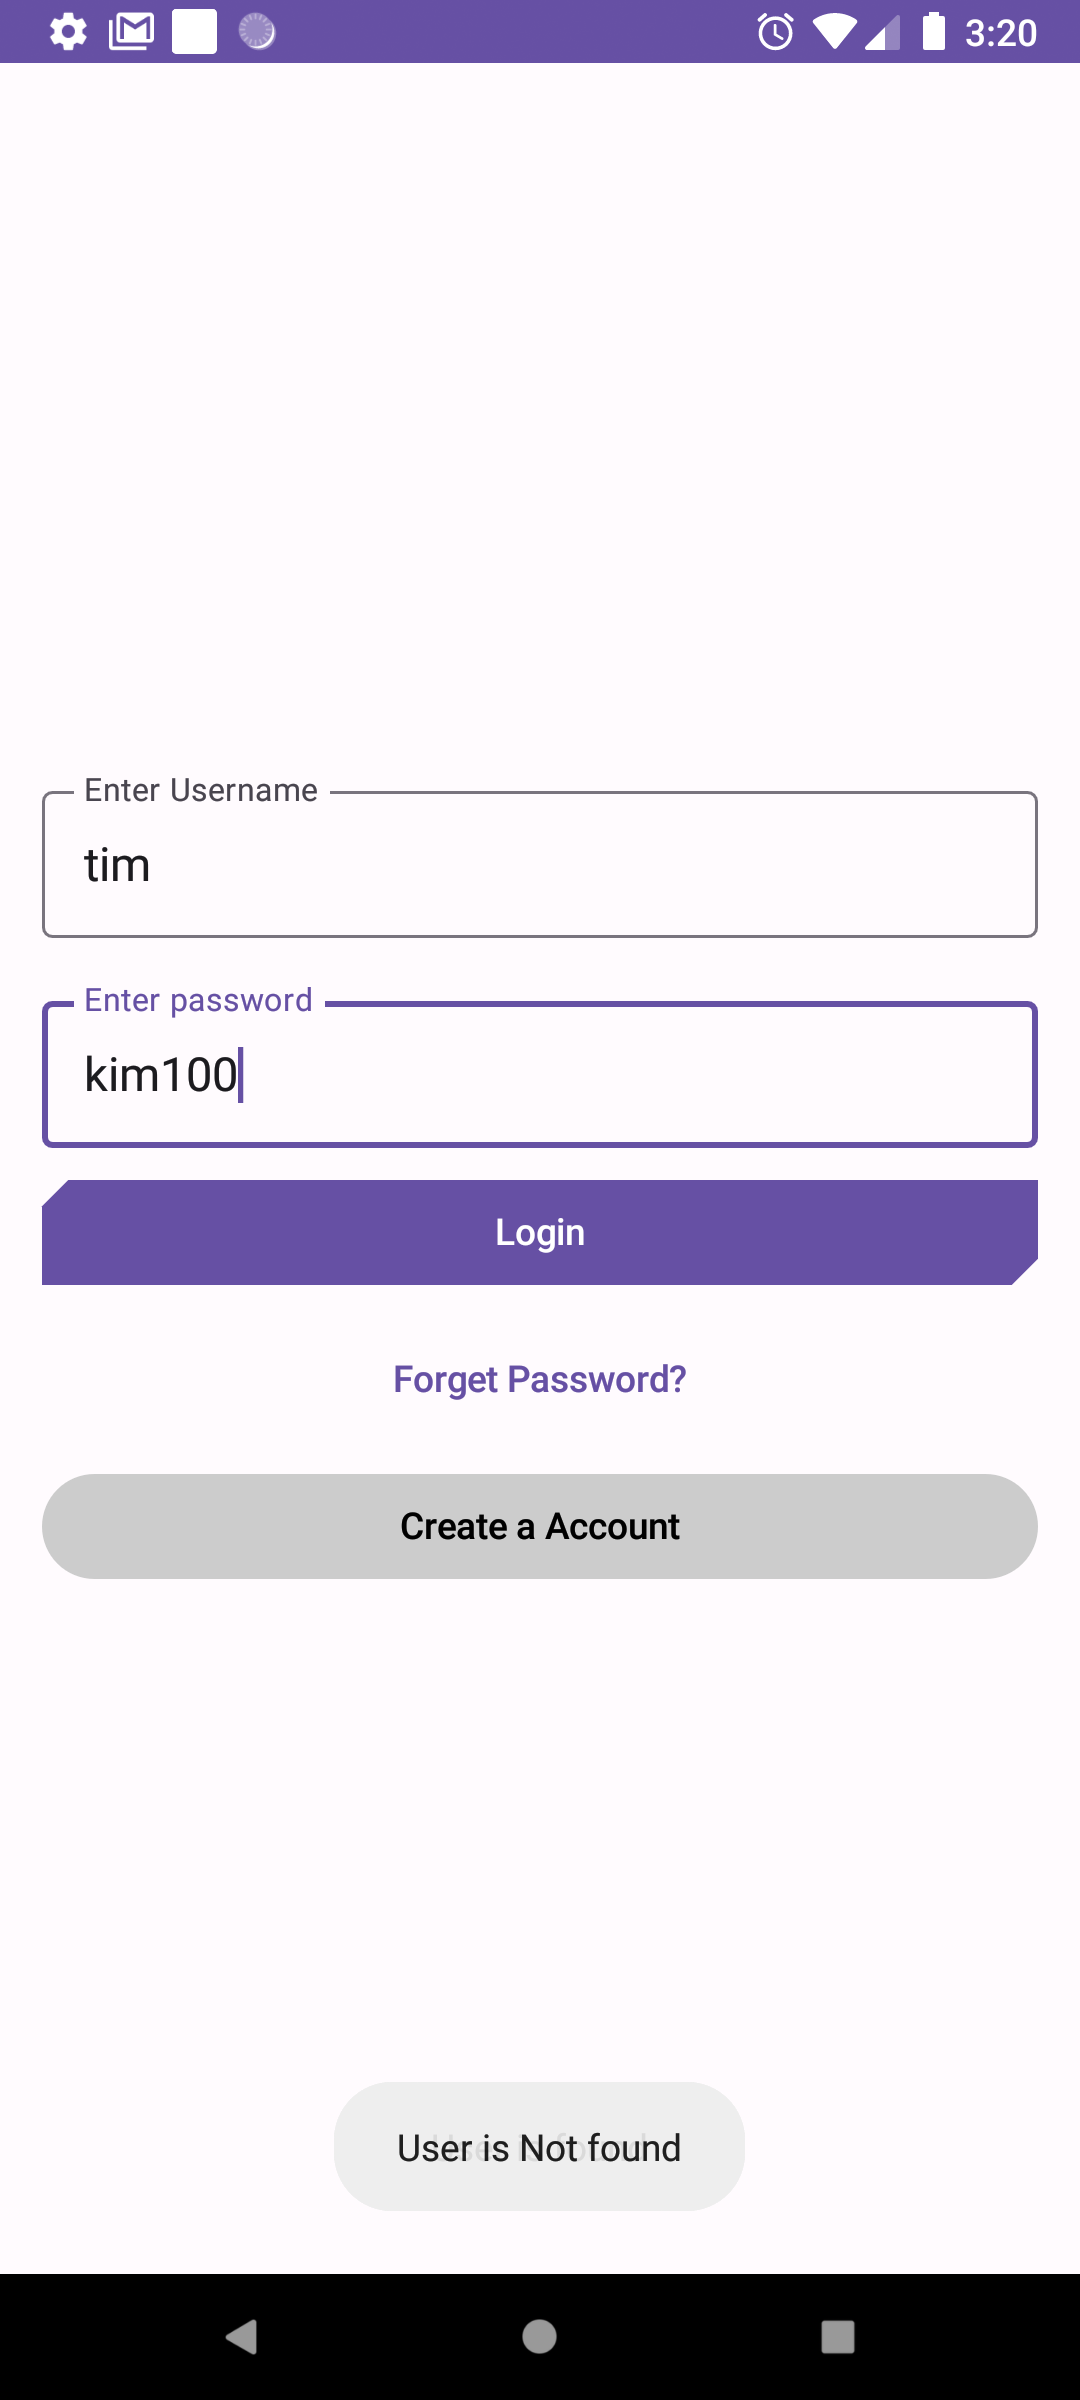 3:20
Enter Username
tim
Enter password
kim100
Login
Forget Password?
Create a Account
User is Not found